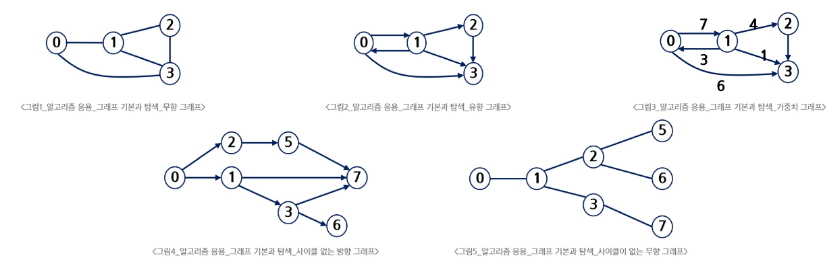 0 1 2 3
0 1 2 3
0 1 2 3 7 4 3 1 6
<그림1_알고리즘 응용_그래프 기본과 탐색_무향 그래프>
<그림2_알고리즘 응용_그래프 기본과 탐색_유향 그래프>
<그림3_알고리즘 응용_그래프 기본과 탐색_가중치 그래프>
0 2 5 1 7 3 6
0 1 2 5 6 3 7
<그림4_알고리즘 응용_그래프 기본과 탐색_사이클 없는 방향 그래프>
<그림5_알고리즘 응용_그래프 기본과 탐색_사이클이 없는 무향 그래프>